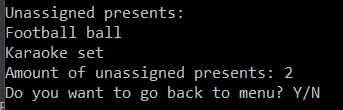 Unassigned presents:
Football ball
Karaoke set
Amount of unassigned presents: 2
Do you want to go back to menu? Y/N